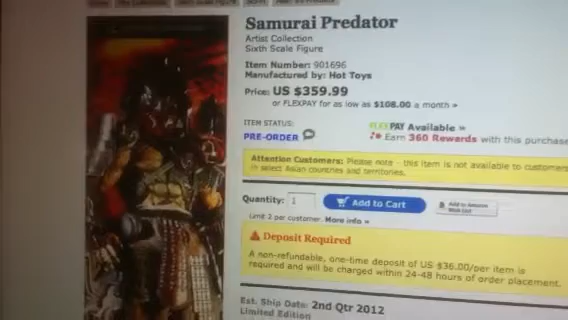 Samurai Predator
Artist Collection
Sixth Scale Figure
Item Number: 901696
Manufactured by: Hot Toys
Price: US $359.99
or FLEXPAY for as low as $108.00 a month »
ITEM STATUS:
PRE-ORDER
FLEXPAY Available »
Earn 360 Rewards with this purchase
Attention Customers: Please note - this item is not available to customers
in select Asian countries and territories.
Quantity: 1
Add to Cart
Add to Amazon
Wish List
Limit 2 per customer. More info »
Deposit Required
A non-refundable, one-time deposit of US $36.00/per item is
required and will be charged within 24-48 hours of order placement.
Est. Ship Date: 2nd Qtr 2012
Limited Edition